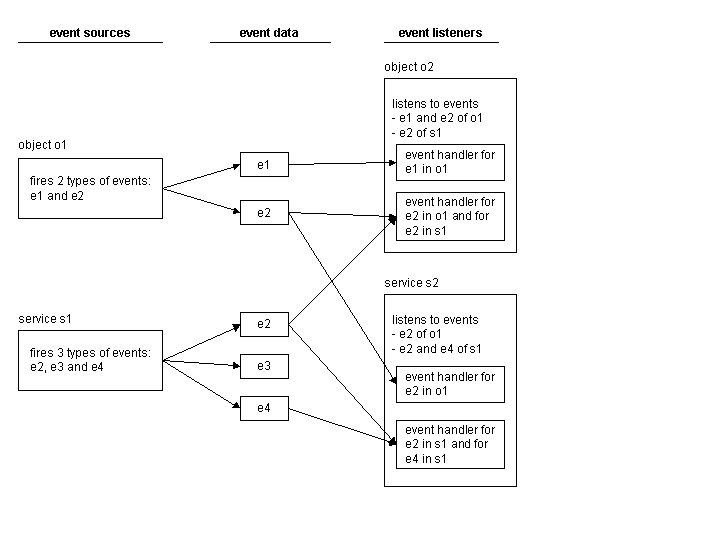 event sources
event data
event listeners
object o2
listens to events
- e1 and e2 of o1
- e2 of s1
event handler for
e1 in o1
event handler for
e2 in o1 and for
e2 in s1
object o1
fires 2 types of events:
e1 and e2
e1
e2
service s1
fires 3 types of events:
e2, e3 and e4
e2
e3
e4
service s2
listens to events
- e2 of o1
- e2 and e4 of s1
event handler for
e2 in o1
event handler for
e2 in s1 and for
e4 in s1